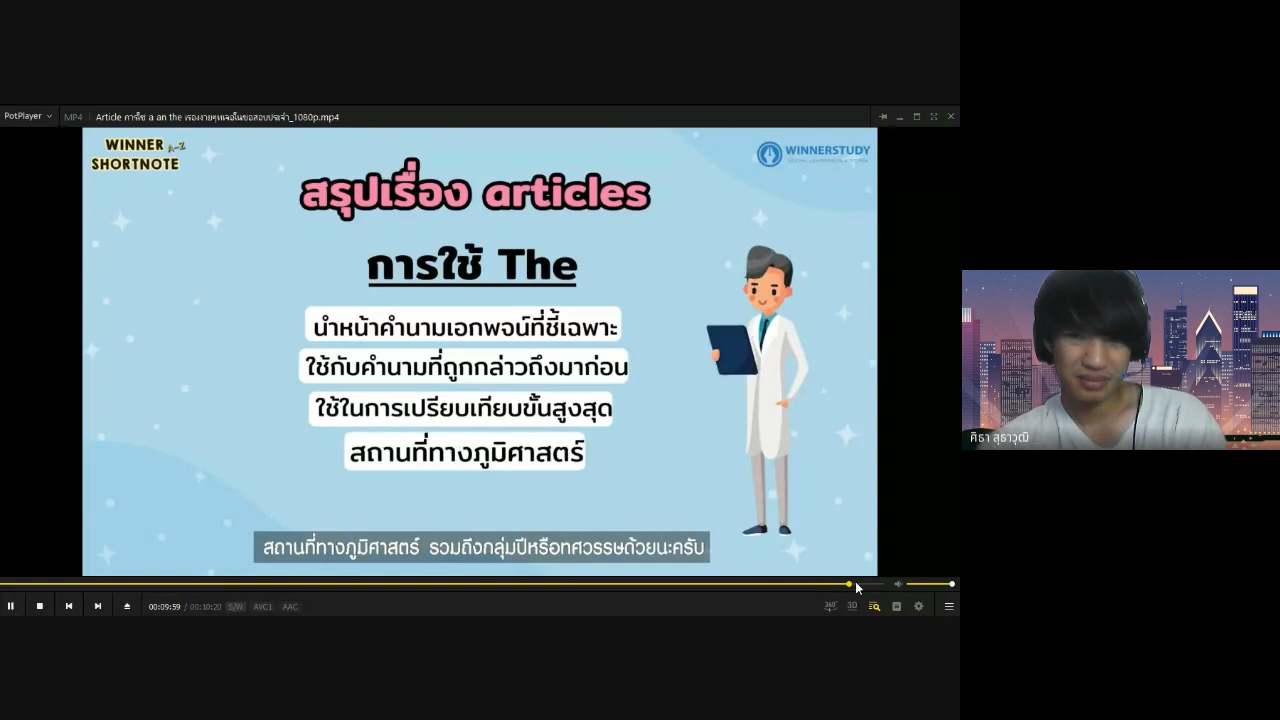 PotPlayer
MP4
Article การใช้ a an the เรื่องง่ายๆที่เจอในข้อสอบประจำ_1080p.mp4
WINNER A-Z
SHORTNOTE
WINNERSTUDY
สรุปเรื่อง articles
การใช้ The
นำหน้าคำนามเอกพจน์ที่ชี้เฉพาะ
ใช้กับคำนามที่ถูกกล่าวถึงมาก่อน
ใช้ในการเปรียบเทียบขั้นสูงสุด
สถานที่ทางภูมิศาสตร์
สถานที่ทางภูมิศาสตร์ รวมถึงกลุ่มปีหรือทศวรรษด้วยนะครับ
ศิธา สุธาวุฒิ
00:09:59 / 00:10:20 S/W AVC1 AAC
360° 3D